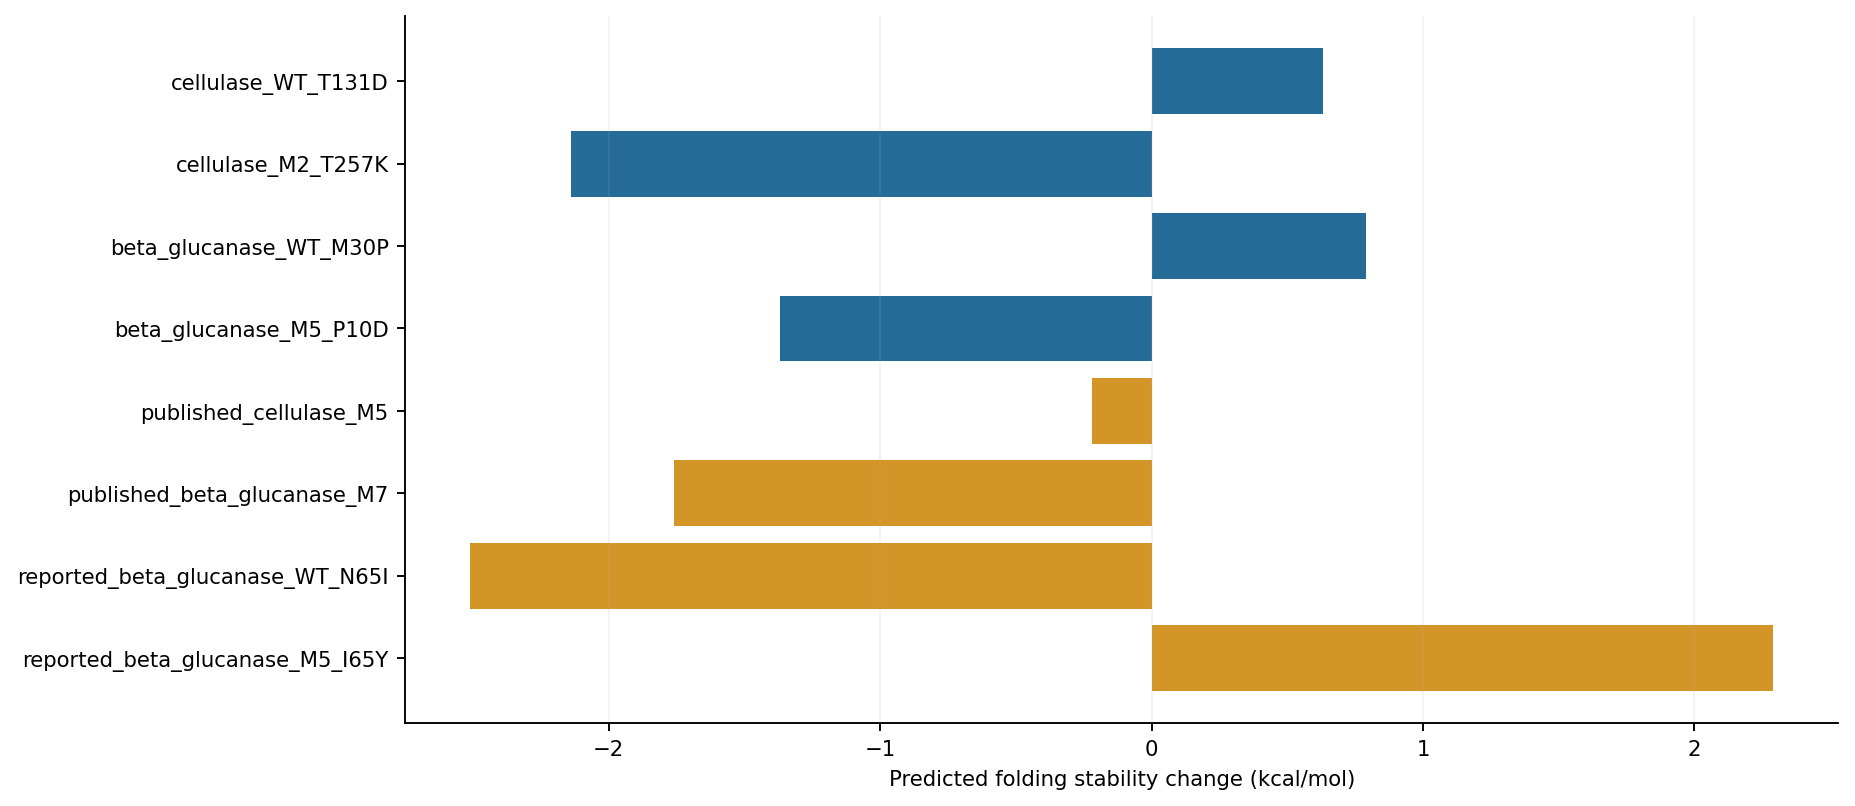 cellulase_WT_T131D
cellulase_M2_T257K
beta_glucanase_WT_M30P
beta_glucanase_M5_P10D
published_cellulase_M5
published_beta_glucanase_M7
reported_beta_glucanase_WT_N65I
reported_beta_glucanase_M5_I65Y
−2 −1 0 1 2
Predicted folding stability change (kcal/mol)